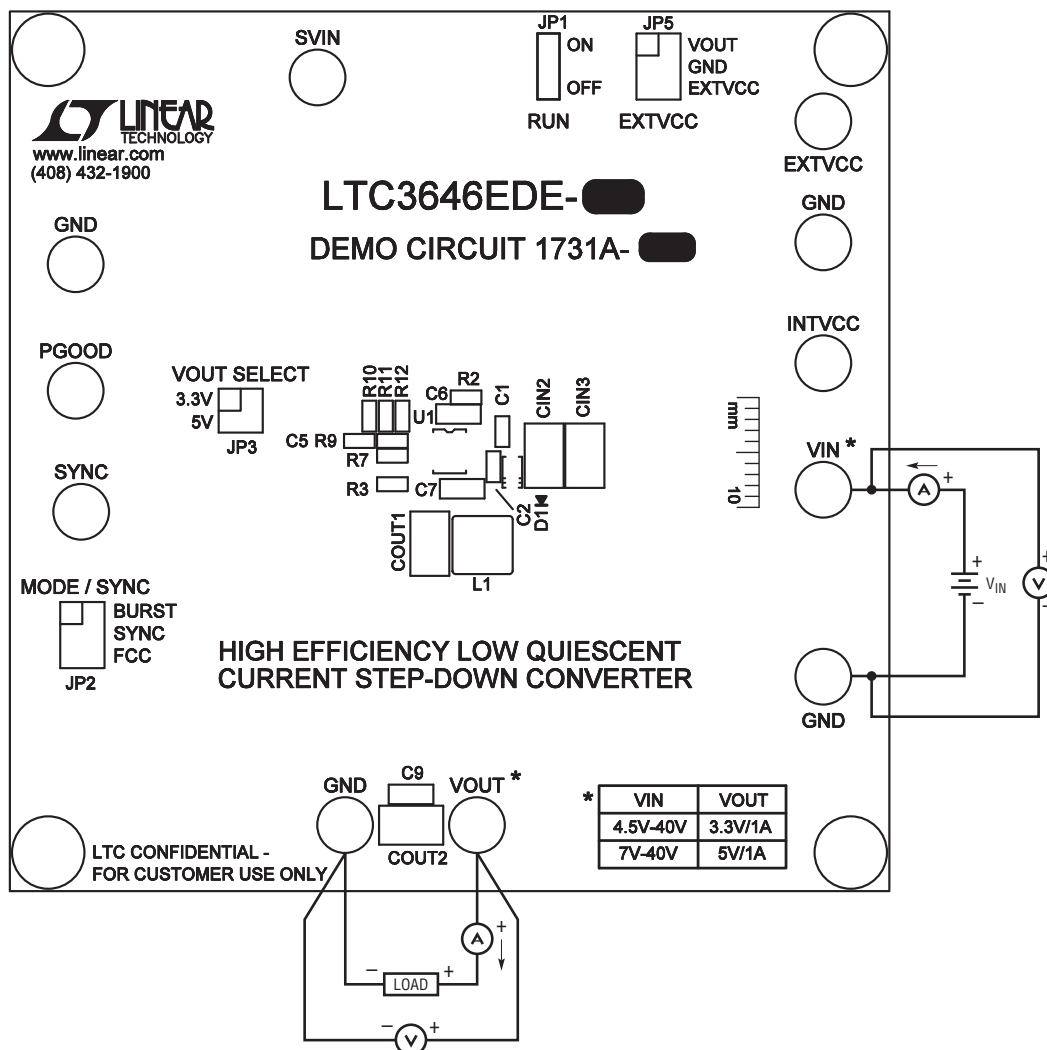 SVIN
JP1
ON
OFF
RUN
JP5
VOUT
GND
EXTVCC
EXTVCC
LINEAR
TECHNOLOGY
www.linear.com
(408) 432-1900
EXTVCC
LTC3646EDE-
DEMO CIRCUIT 1731A-
GND
GND
INTVCC
PGOOD
VOUT SELECT
3.3V
5V
JP3
R10
R11
R12
C6
R2
U1
C1
CIN2
CIN3
C5 R9
R7
R3
C7
C2
D1
COUT1
L1
mm
10
VIN *
A
+
+
VIN
–
+
V
–
GND
SYNC
MODE / SYNC
BURST
SYNC
FCC
JP2
HIGH EFFICIENCY LOW QUIESCENT
CURRENT STEP-DOWN CONVERTER
GND
C9
VOUT *
COUT2
* VIN VOUT
4.5V-40V 3.3V/1A
7V-40V 5V/1A
LTC CONFIDENTIAL -
FOR CUSTOMER USE ONLY
A
+
– LOAD +
– V +